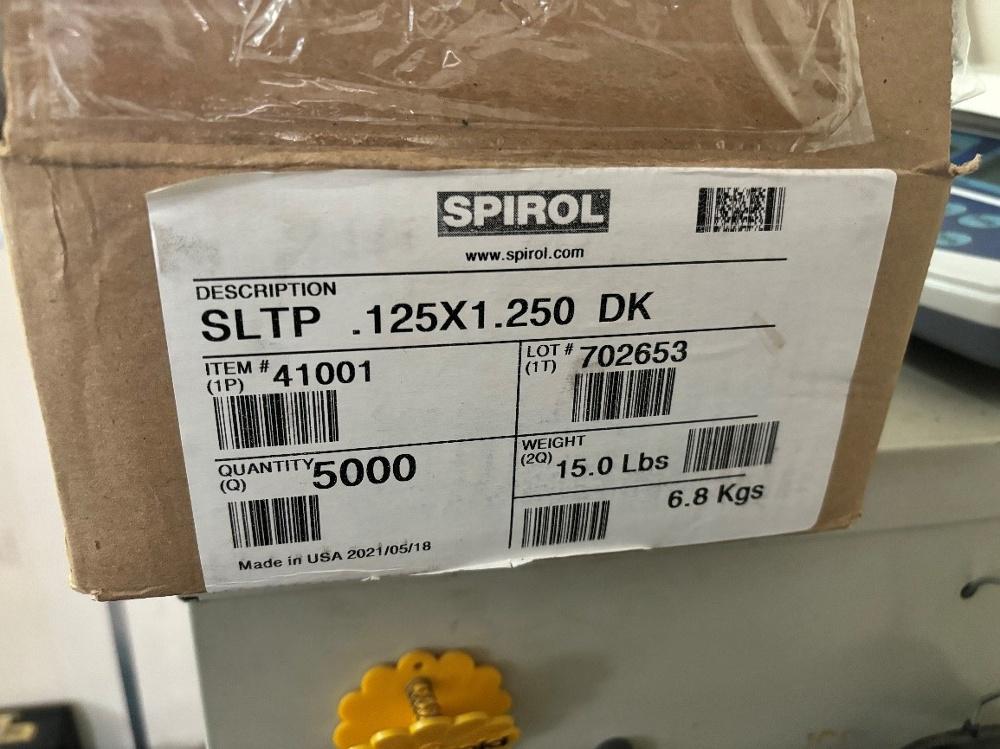 SPIROL
www.spirol.com
DESCRIPTION
SLTP .125X1.250 DK
ITEM # 41001
(1P)
LOT # 702653
(1T)
QUANTITY 5000
(Q)
WEIGHT
(2Q) 15.0 Lbs
6.8 Kgs
Made in USA 2021/05/18